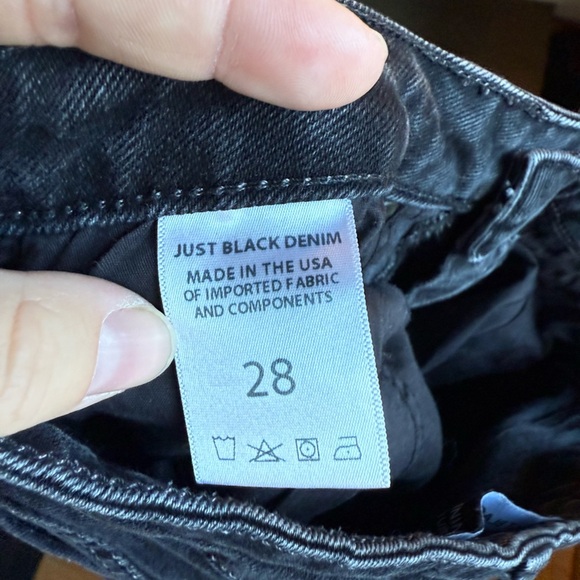 JUST BLACK DENIM
MADE IN THE USA
OF IMPORTED FABRIC
AND COMPONENTS
28